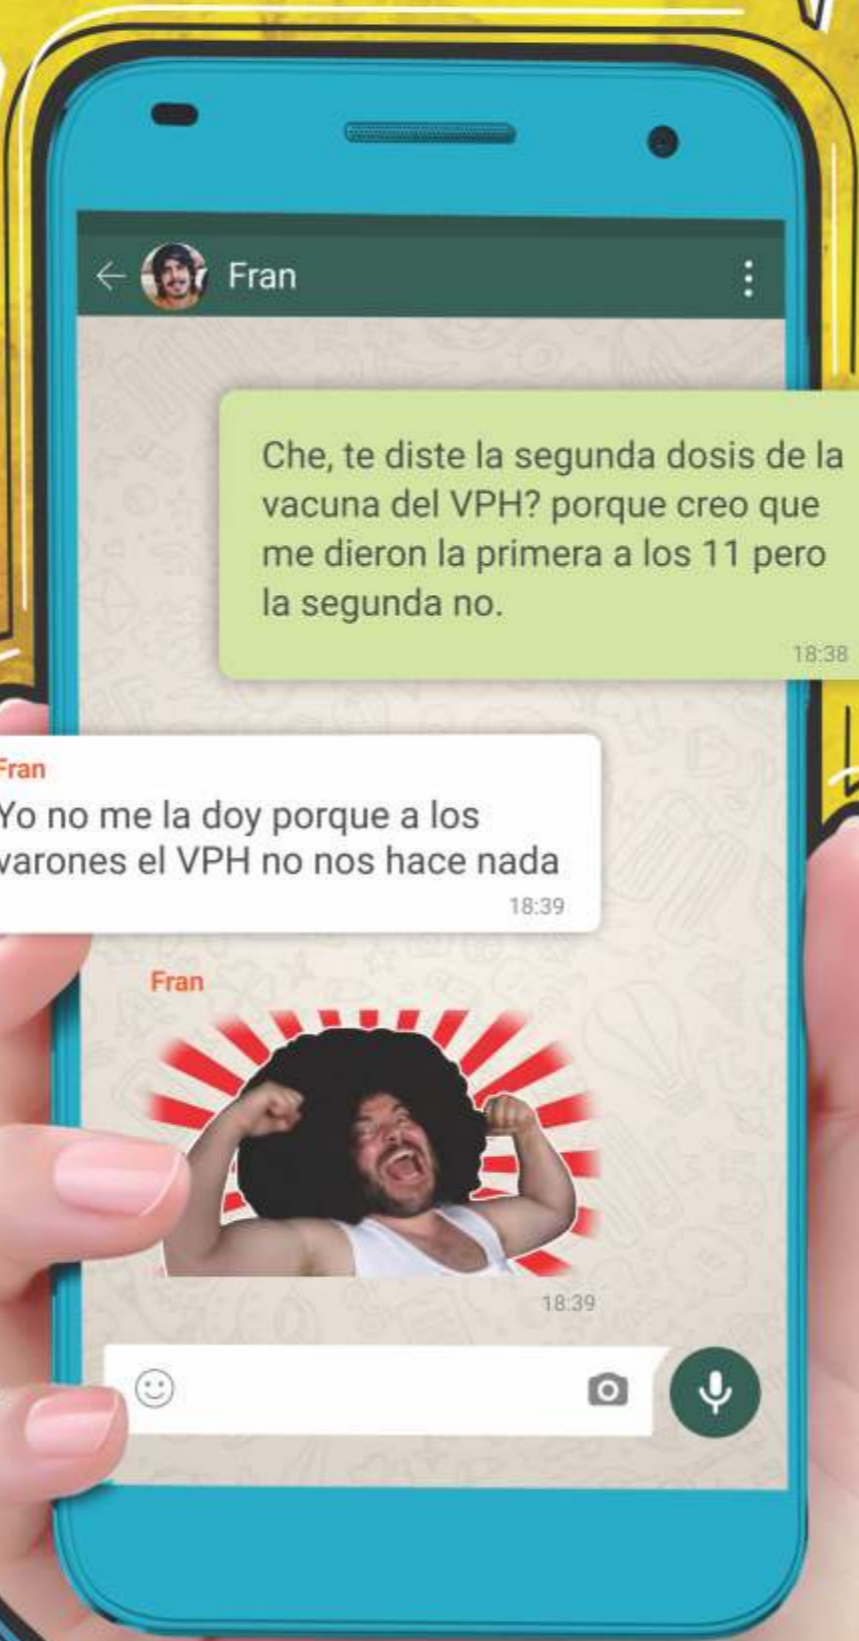 Fran
Che, te diste la segunda dosis de la
vacuna del VPH? porque creo que
me dieron la primera a los 11 pero
la segunda no.
18:38
Fran
Yo no me la doy porque a los
varones el VPH no nos hace nada
18:39
Fran
18:39